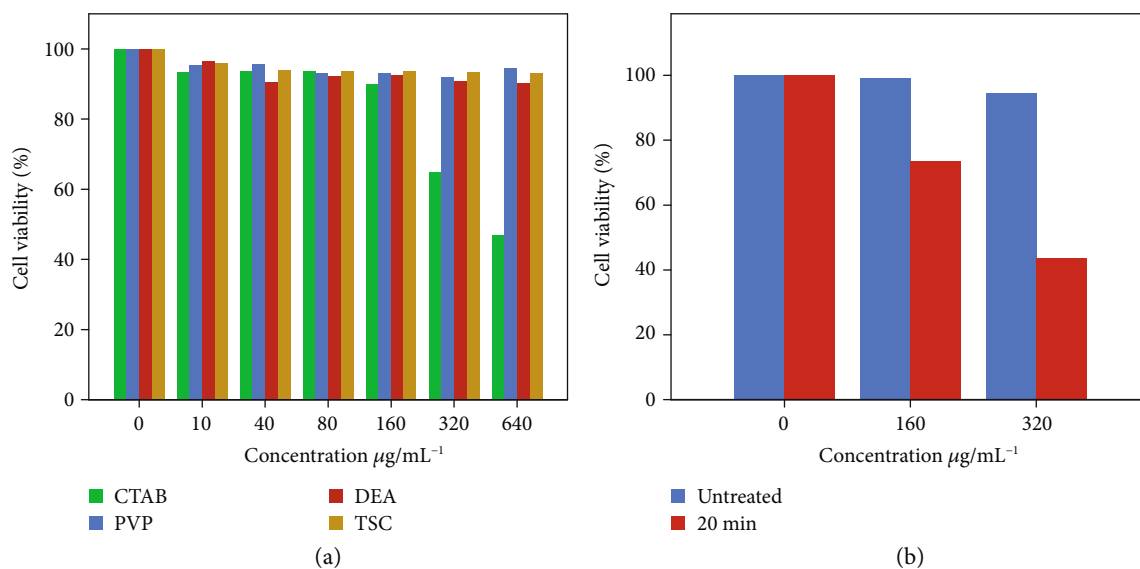 100
80
60
40
20
0
Cell viability (%)
0 10 40 80 160 320 640
Concentration μg/mL⁻¹
CTAB DEA
PVP TSC
(a)
100
80
60
40
20
0
Cell viability (%)
0 160 320
Concentration μg/mL⁻¹
Untreated
20 min
(b)